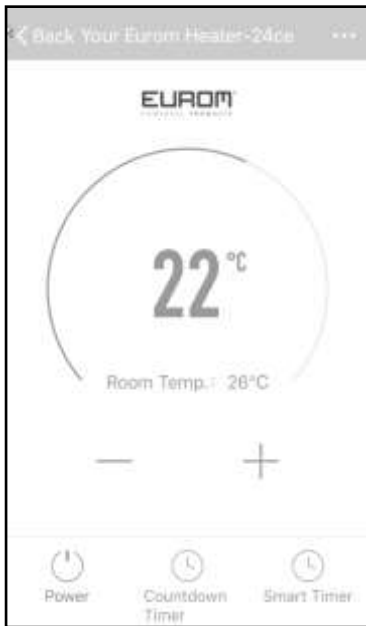 Back Your Eurom Heater-24ce
EUROM
22 °C
Room Temp.: 26°C
Power
Countdown
Timer
Smart Timer